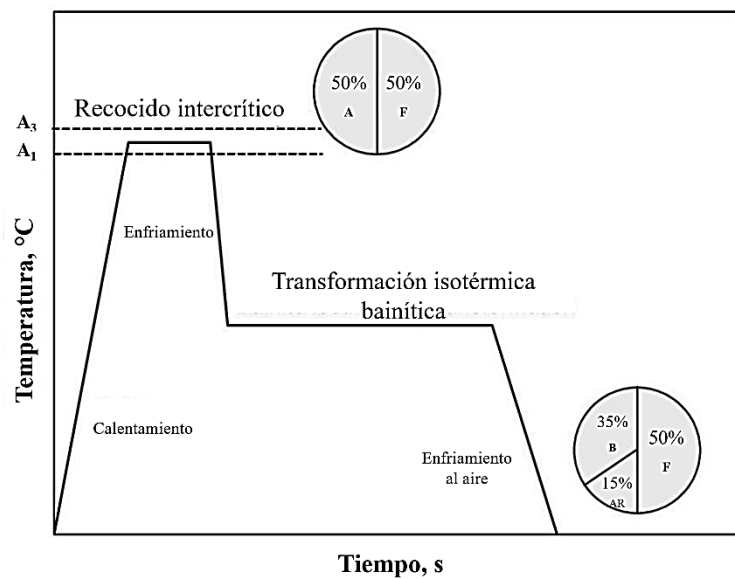 50% 50%
A F
Recocido intercrítico
A₃
A₁
Enfriamiento
Transformación isotérmica
bainítica
Temperatura, °C
Calentamiento
Enfriamiento
al aire
35%
B
50%
F
15%
AR
Tiempo, s